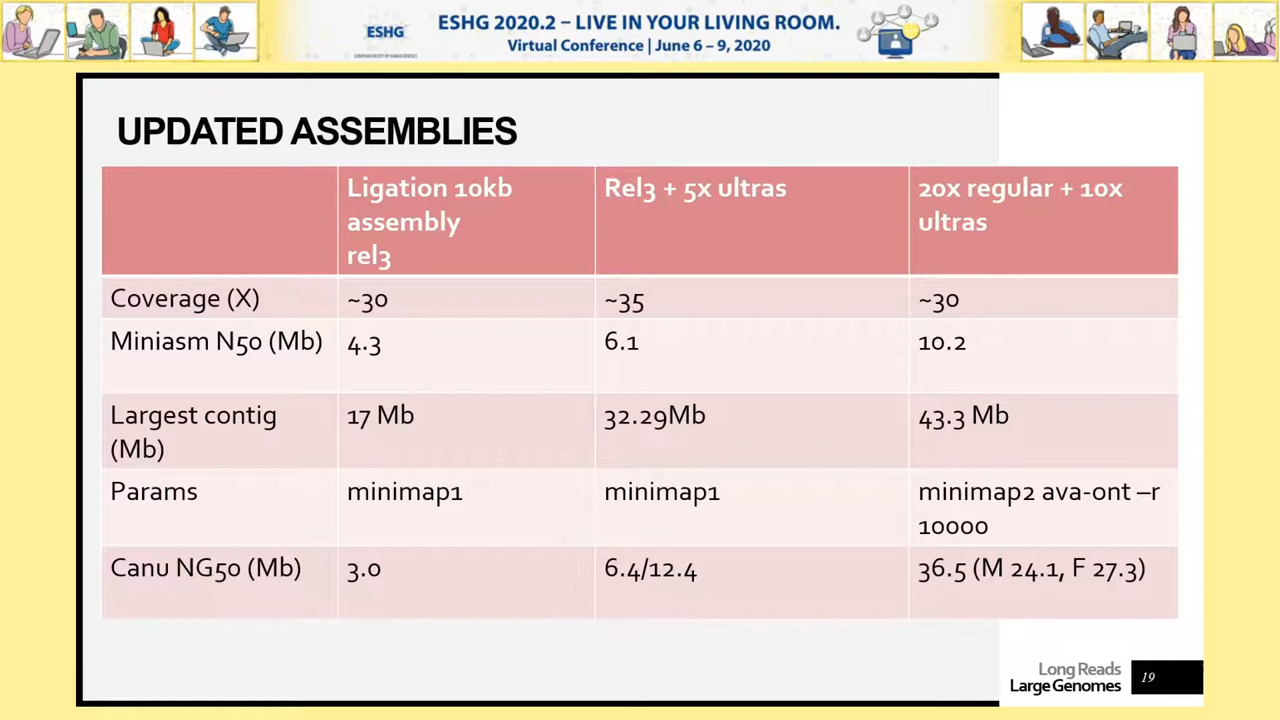 ESHG
ESHG 2020.2 – LIVE IN YOUR LIVING ROOM.
Virtual Conference | June 6 – 9, 2020
UPDATED ASSEMBLIES
Ligation 10kb assembly rel3
Rel3 + 5x ultras
20x regular + 10x ultras
Coverage (X)
~30
~35
~30
Miniasm N50 (Mb)
4.3
6.1
10.2
Largest contig (Mb)
17 Mb
32.29Mb
43.3 Mb
Params
minimap1
minimap1
minimap2 ava-ont –r 10000
Canu NG50 (Mb)
3.0
6.4/12.4
36.5 (M 24.1, F 27.3)
Long Reads
Large Genomes
19